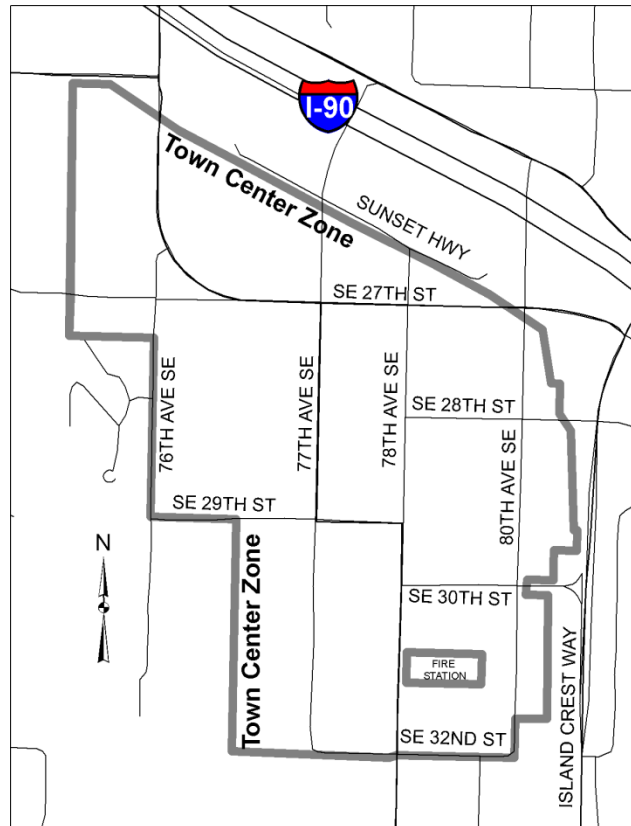 I-90
Town Center Zone
SUNSET HWY
SE 27TH ST
76TH AVE SE
77TH AVE SE
78TH AVE SE
SE 28TH ST
80TH AVE SE
SE 29TH ST
N
Town Center Zone
SE 30TH ST
FIRE
STATION
ISLAND CREST WAY
SE 32ND ST